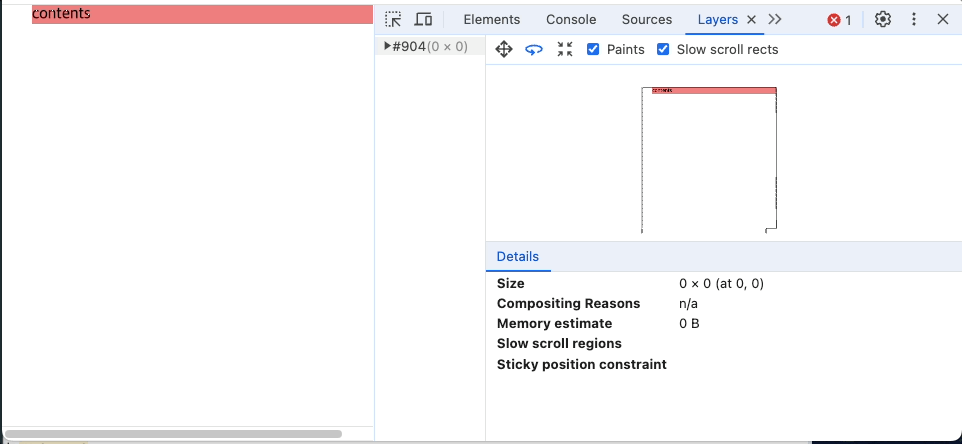 contents
Elements Console Sources Layers
1
#904(0 × 0)
Paints Slow scroll rects
contents
Details
Size 0 × 0 (at 0, 0)
Compositing Reasons n/a
Memory estimate 0 B
Slow scroll regions
Sticky position constraint